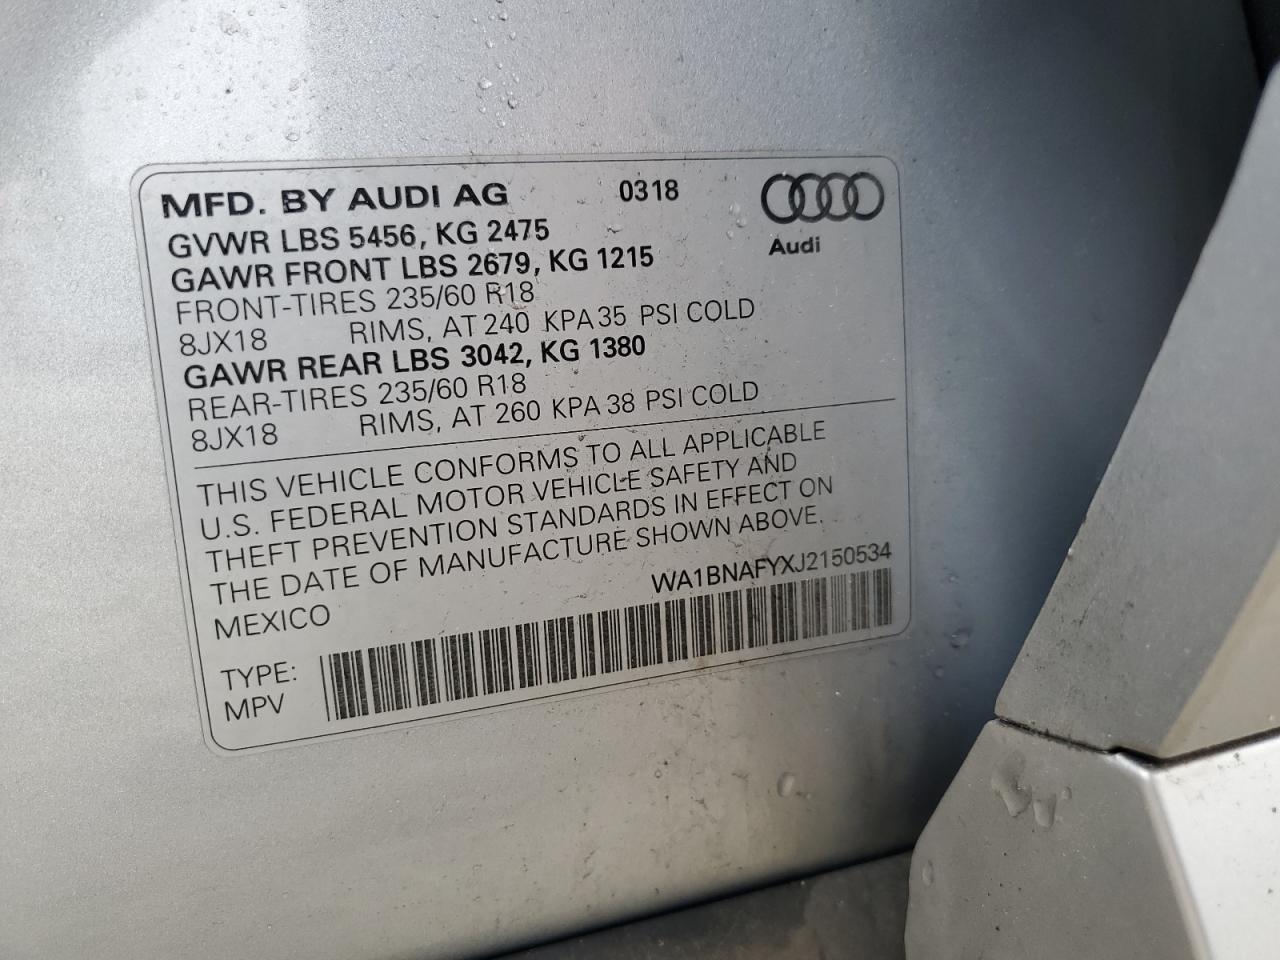 MFD. BY AUDI AG 0318
Audi
GVWR LBS 5456, KG 2475
GAWR FRONT LBS 2679, KG 1215
FRONT-TIRES 235/60 R18
8JX18 RIMS, AT 240 KPA 35 PSI COLD
GAWR REAR LBS 3042, KG 1380
REAR-TIRES 235/60 R18
8JX18 RIMS, AT 260 KPA 38 PSI COLD
THIS VEHICLE CONFORMS TO ALL APPLICABLE
U.S. FEDERAL MOTOR VEHICLE SAFETY AND
THEFT PREVENTION STANDARDS IN EFFECT ON
THE DATE OF MANUFACTURE SHOWN ABOVE.
WA1BNAFYXJ2150534
MEXICO
TYPE:
MPV